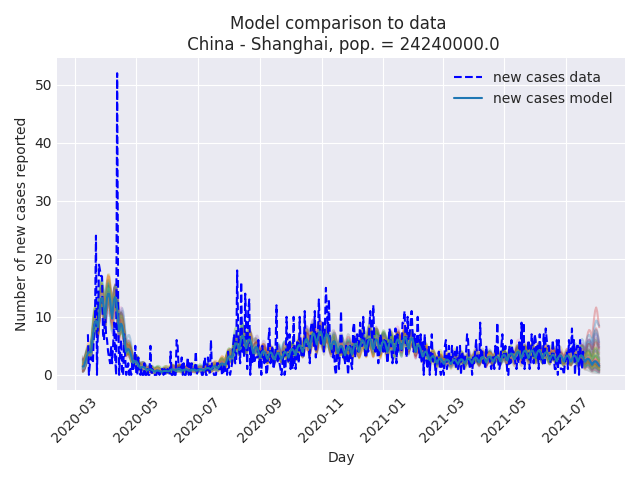 Model comparison to data
China - Shanghai, pop. = 24240000.0
new cases data
new cases model
Number of new cases reported
50
40
30
20
10
0
2020-03
2020-05
2020-07
2020-09
2020-11
2021-01
2021-03
2021-05
2021-07
Day